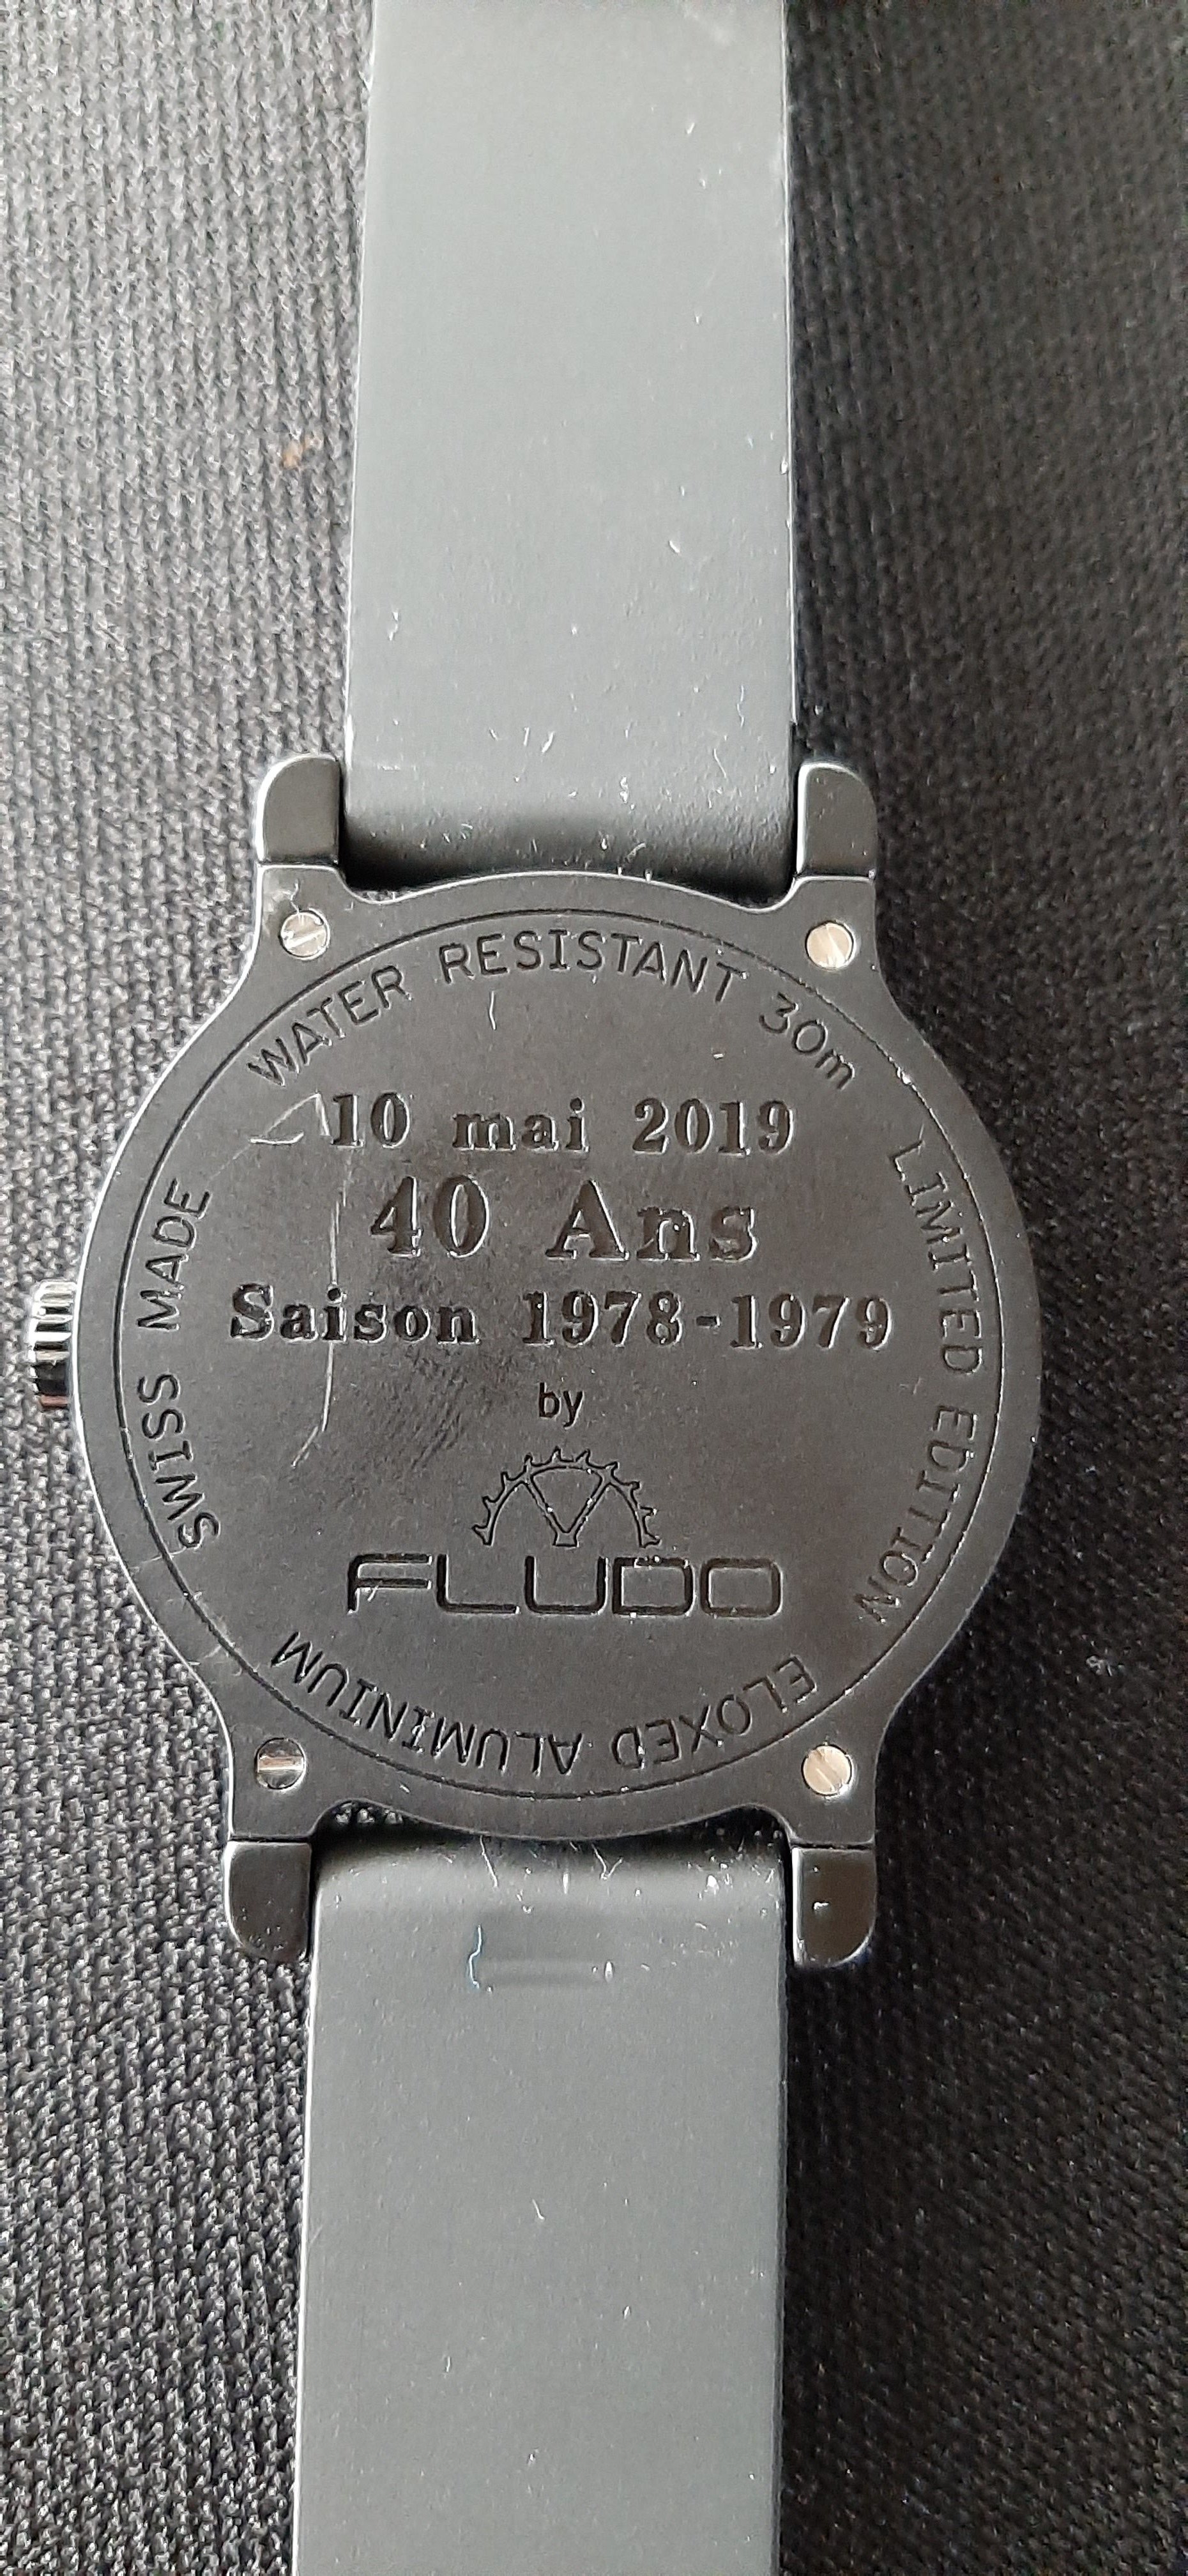 WATER RESISTANT 30m
LIMITED EDITION
ELOXED ALUMINIUM
SWISS MADE
10 mai 2019
40 Ans
Saison 1978-1979
by
FLUDO